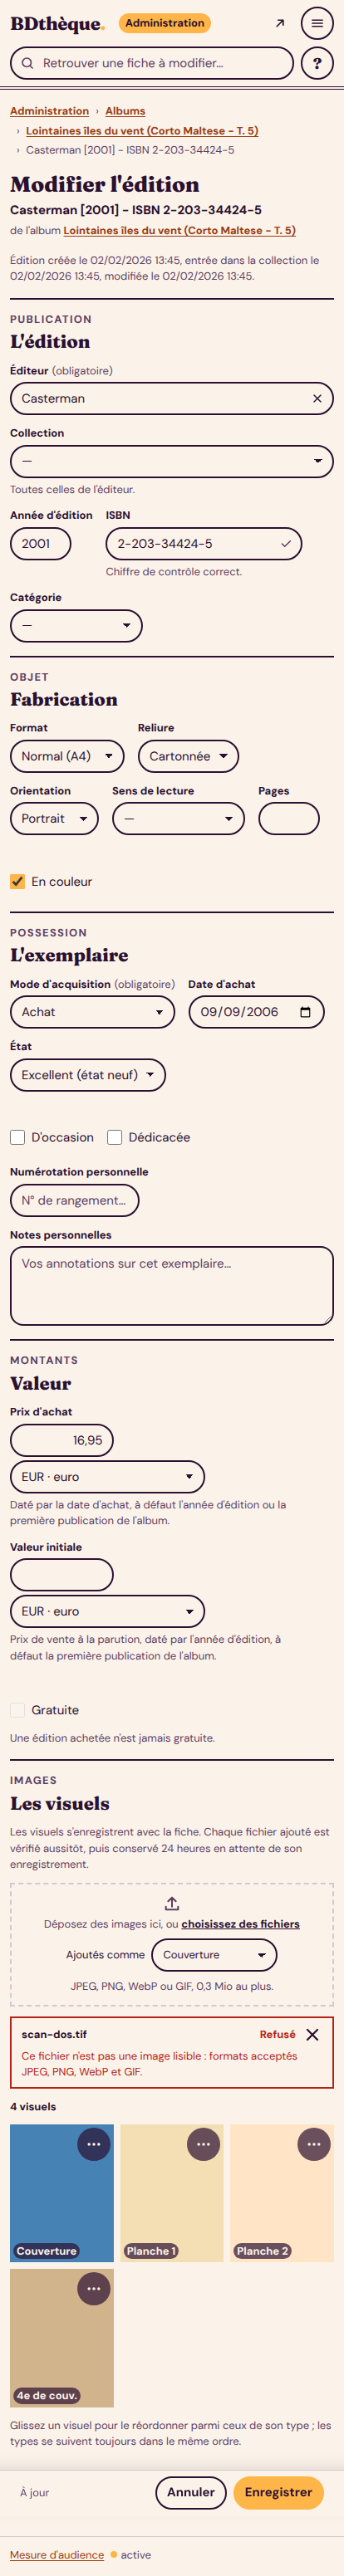 BDthèque. Administration
Retrouver une fiche à modifier… ?
Administration › Albums
› Lointaines îles du vent (Corto Maltese - T. 5)
› Casterman [2001] - ISBN 2-203-34424-5
Modifier l'édition
Casterman [2001] - ISBN 2-203-34424-5
de l'album Lointaines îles du vent (Corto Maltese - T. 5)
Édition créée le 02/02/2026 13:45, entrée dans la collection le
02/02/2026 13:45, modifiée le 02/02/2026 13:45.
PUBLICATION
L'édition
Éditeur (obligatoire)
Casterman
Collection
—
Toutes celles de l'éditeur.
Année d'édition ISBN
2001 2-203-34424-5
Chiffre de contrôle correct.
Catégorie
—
OBJET
Fabrication
Format Reliure
Normal (A4) Cartonnée
Orientation Sens de lecture Pages
Portrait —
En couleur
POSSESSION
L'exemplaire
Mode d'acquisition (obligatoire) Date d'achat
Achat 09/09/2006
État
Excellent (état neuf)
D'occasion Dédicacée
Numérotation personnelle
N° de rangement…
Notes personnelles
Vos annotations sur cet exemplaire…
MONTANTS
Valeur
Prix d'achat
16,95
EUR · euro
Daté par la date d'achat, à défaut l'année d'édition ou la
première publication de l'album.
Valeur initiale
EUR · euro
Prix de vente à la parution, daté par l'année d'édition, à
défaut la première publication de l'album.
Gratuite
Une édition achetée n'est jamais gratuite.
IMAGES
Les visuels
Les visuels s'enregistrent avec la fiche. Chaque fichier ajouté est
vérifié aussitôt, puis conservé 24 heures en attente de son
enregistrement.
Déposez des images ici, ou choisissez des fichiers
Ajoutés comme Couverture
JPEG, PNG, WebP ou GIF, 0,3 Mio au plus.
scan-dos.tif Refusé
Ce fichier n'est pas une image lisible : formats acceptés
JPEG, PNG, WebP et GIF.
4 visuels
Couverture Planche 1 Planche 2
4e de couv.
Glissez un visuel pour le réordonner parmi ceux de son type ; les
types se suivent toujours dans le même ordre.
À jour Annuler Enregistrer
Mesure d'audience active